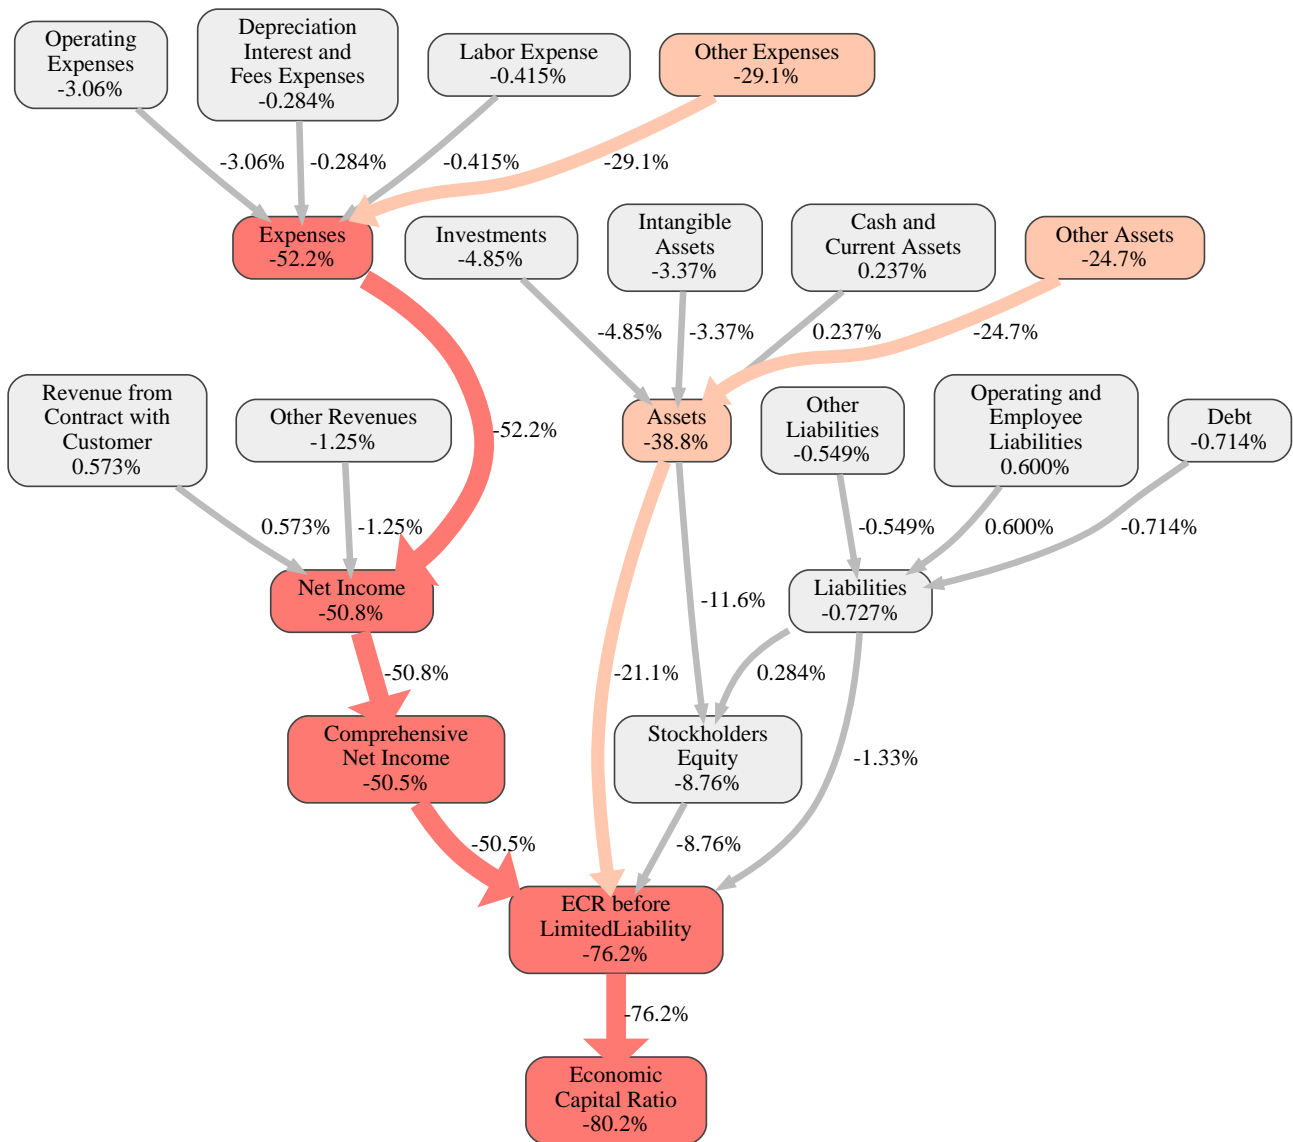 Operating
Expenses
-3.06%
Depreciation
Interest and
Fees Expenses
-0.284%
Labor Expense
-0.415%
Other Expenses
-29.1%
-3.06%
-0.284%
-0.415%
-29.1%
Expenses
-52.2%
Investments
-4.85%
Intangible
Assets
-3.37%
Cash and
Current Assets
0.237%
Other Assets
-24.7%
-4.85%
-3.37%
0.237%
-24.7%
Revenue from
Contract with
Customer
0.573%
Other Revenues
-1.25%
-52.2%
Assets
-38.8%
Other
Liabilities
-0.549%
Operating and
Employee
Liabilities
0.600%
Debt
-0.714%
0.573%
-1.25%
-0.549%
0.600%
-0.714%
Net Income
-50.8%
-11.6%
Liabilities
-0.727%
-50.8%
-21.1%
0.284%
Comprehensive
Net Income
-50.5%
Stockholders
Equity
-8.76%
-1.33%
-50.5%
-8.76%
ECR before
LimitedLiability
-76.2%
-76.2%
Economic
Capital Ratio
-80.2%